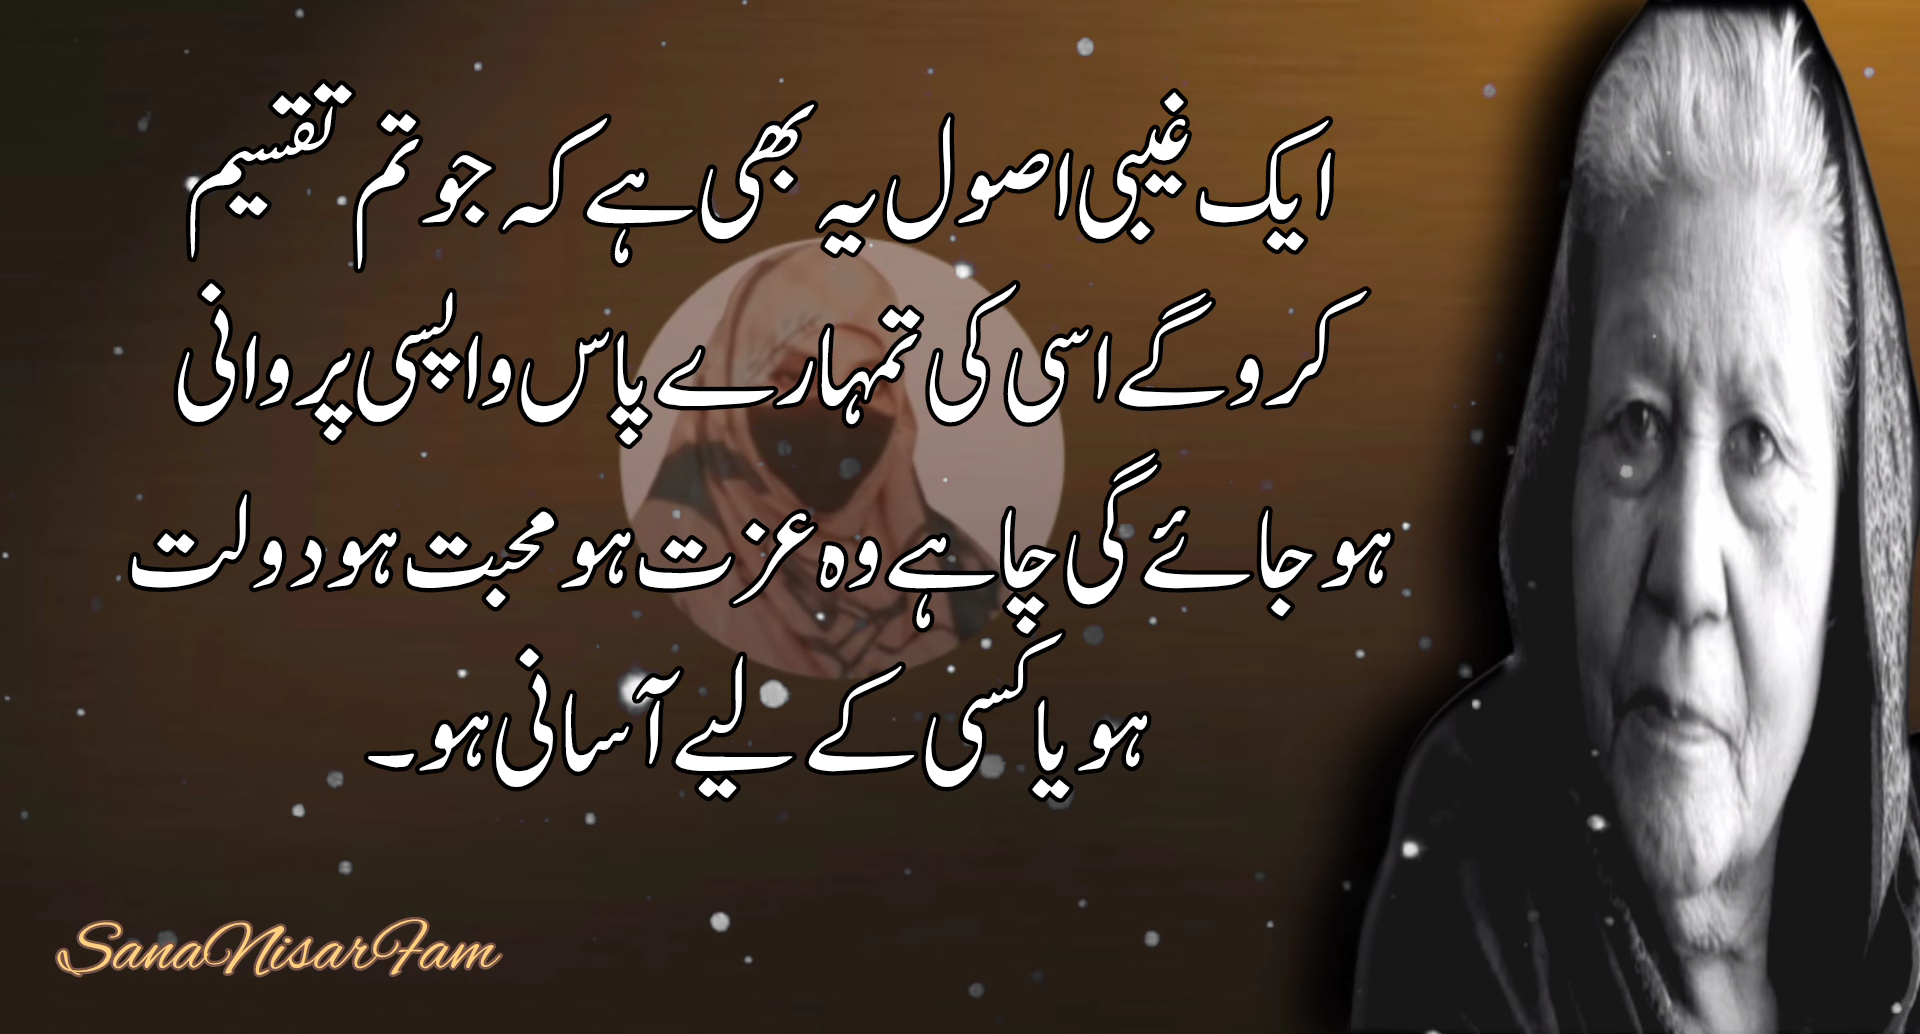 ایک غیبی اصول یہ بھی ہے کہ جو تم تقسیم
کرو گے اسی کی تمہارے پاس واپسی پروانی
ہو جائے گی چاہے وہ عزت ہو محبت ہو دولت
ہو یا کسی کے لیے آسانی ہو۔
SanaNisarFam